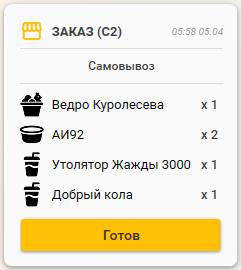 ЗАКАЗ (C2) 05:58 05.04
Самовывоз
Ведро Куролесева x 1
АИ92 x 2
Утолятор Жажды 3000 x 1
Добрый кола x 1
Готов